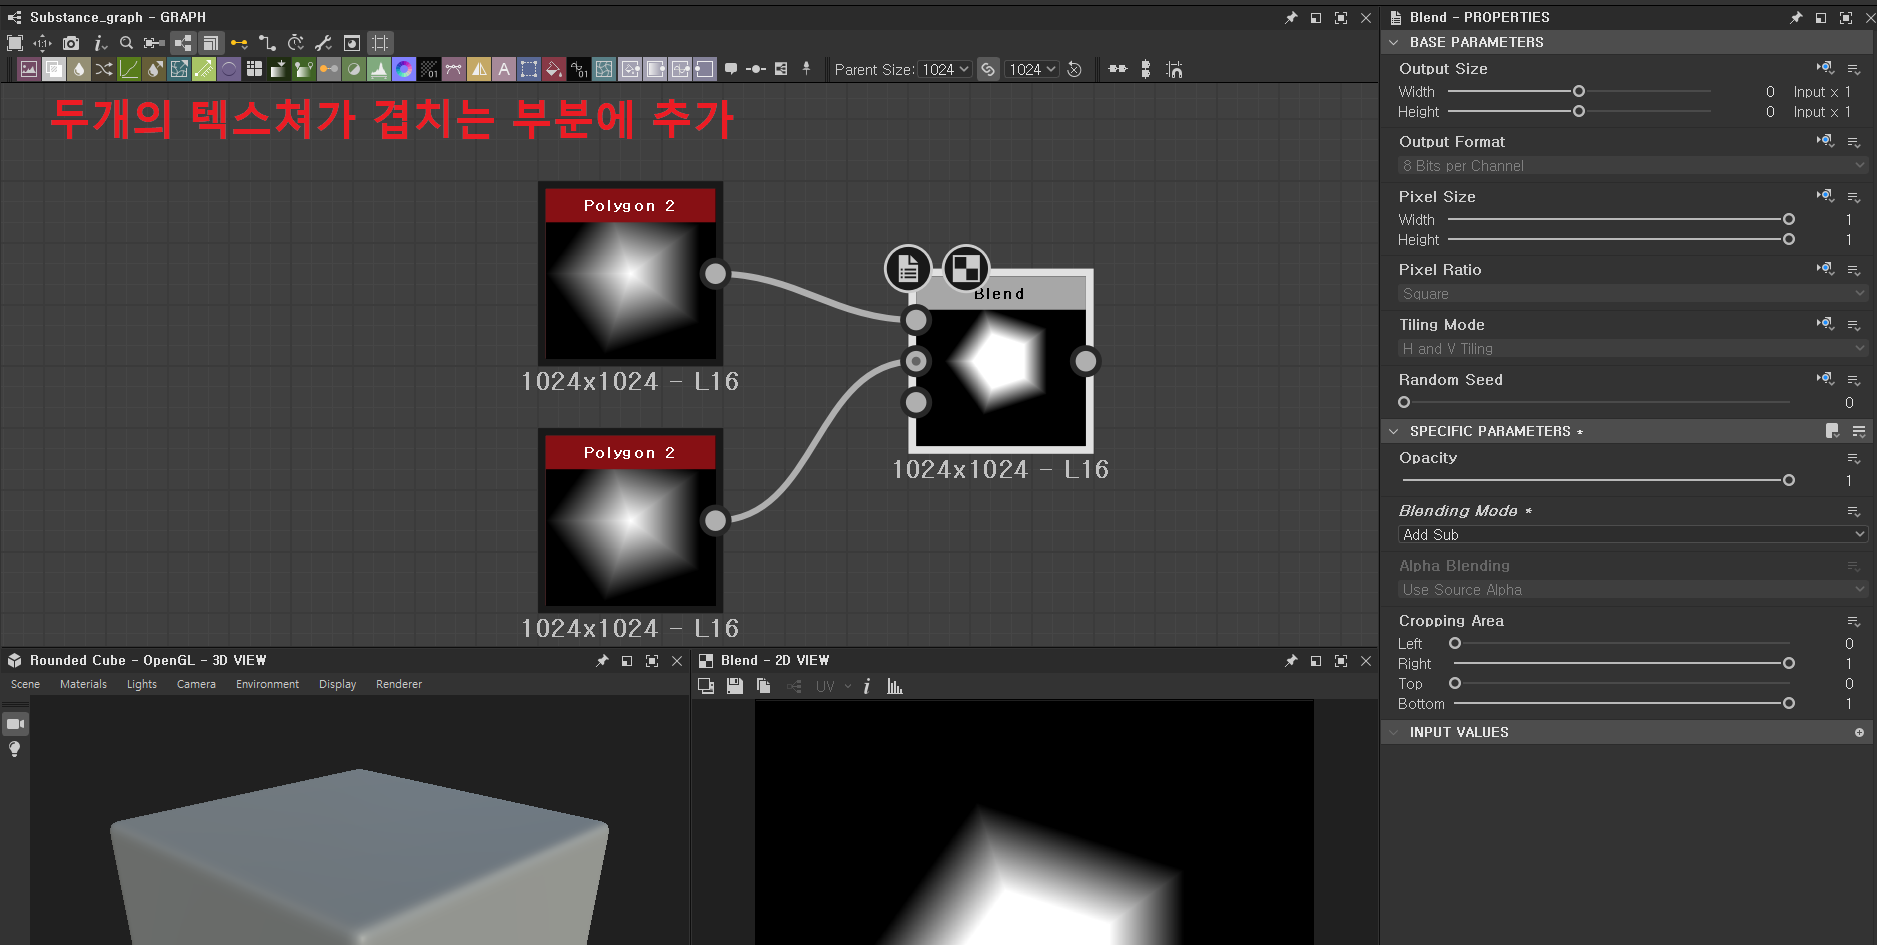 Substance_graph - GRAPH
Parent Size: 1024 1024
두개의 텍스쳐가 겹치는 부분에 추가
Polygon 2
1024x1024 - L16
Polygon 2
1024x1024 - L16
Blend
1024x1024 - L16
Rounded Cube - OpenGL - 3D VIEW
Scene Materials Lights Camera Environment Display Renderer
Blend - 2D VIEW
UV
Blend - PROPERTIES
BASE PARAMETERS
Output Size
Width 0 Input x 1
Height 0 Input x 1
Output Format
8 Bits per Channel
Pixel Size
Width 1
Height 1
Pixel Ratio
Square
Tiling Mode
H and V Tiling
Random Seed
0
SPECIFIC PARAMETERS *
Opacity
1
Blending Mode *
Add Sub
Alpha Blending
Use Source Alpha
Cropping Area
Left 0
Right 1
Top 0
Bottom 1
INPUT VALUES